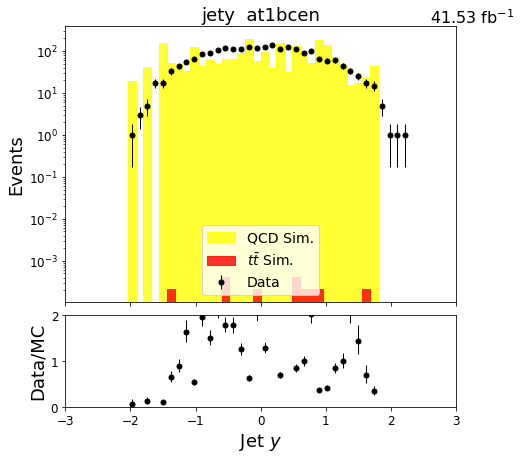 jety  at1bcen
41.53 fb⁻¹
Events
10²
10¹
10⁰
10⁻¹
10⁻²
10⁻³
QCD Sim.
tt̄ Sim.
Data
Data/MC
2
1
0
−3 −2 −1 0 1 2 3
Jet y